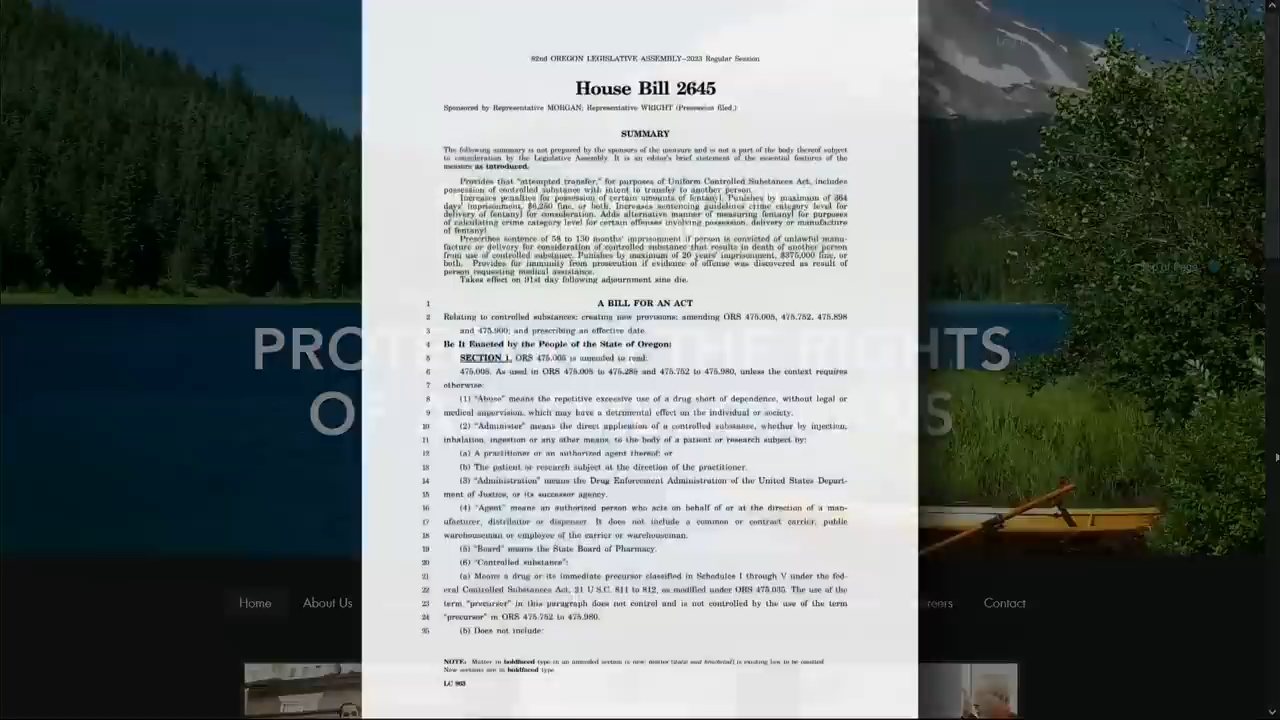 82nd OREGON LEGISLATIVE ASSEMBLY--2023 Regular Session
House Bill 2645
Sponsored by Representative MORGAN; Representative WRIGHT (Presession filed.)
SUMMARY
The following summary is not prepared by the sponsors of the measure and is not a part of the body thereof subject
to consideration by the Legislative Assembly. It is an editor's brief statement of the essential features of the
measure as introduced.
Provides that "attempted transfer," for purposes of Uniform Controlled Substances Act, includes
possession of controlled substance with intent to transfer to another person.
Increases penalties for possession of certain amounts of fentanyl. Punishes by maximum of 364
days' imprisonment, $6,250 fine, or both. Increases sentencing guidelines crime category level for
delivery of fentanyl for consideration. Adds alternative manner of measuring fentanyl for purposes
of calculating crime category level for certain offenses involving possession, delivery or manufacture
of fentanyl.
Prescribes sentence of 58 to 130 months' imprisonment if person is convicted of unlawful manu-
facture or delivery for consideration of controlled substance that results in death of another person
from use of controlled substance. Punishes by maximum of 20 years' imprisonment, $375,000 fine, or
both. Provides for immunity from prosecution if evidence of offense was discovered as result of
person requesting medical assistance.
Takes effect on 91st day following adjournment sine die.
1 A BILL FOR AN ACT
2 Relating to controlled substances; creating new provisions; amending ORS 475.005, 475.752, 475.898
3 and 475.900; and prescribing an effective date.
4 Be It Enacted by the People of the State of Oregon:
5 SECTION 1. ORS 475.005 is amended to read:
6 475.005. As used in ORS 475.005 to 475.285 and 475.752 to 475.980, unless the context requires
7 otherwise:
8 (1) "Abuse" means the repetitive excessive use of a drug short of dependence, without legal or
9 medical supervision, which may have a detrimental effect on the individual or society.
10 (2) "Administer" means the direct application of a controlled substance, whether by injection,
11 inhalation, ingestion or any other means, to the body of a patient or research subject by:
12 (a) A practitioner or an authorized agent thereof; or
13 (b) The patient or research subject at the direction of the practitioner.
14 (3) "Administration" means the Drug Enforcement Administration of the United States Depart-
15 ment of Justice, or its successor agency.
16 (4) "Agent" means an authorized person who acts on behalf of or at the direction of a man-
17 ufacturer, distributor or dispenser. It does not include a common or contract carrier, public
18 warehouseman or employee of the carrier or warehouseman.
19 (5) "Board" means the State Board of Pharmacy.
20 (6) "Controlled substance":
21 (a) Means a drug or its immediate precursor classified in Schedules I through V under the fed-
22 eral Controlled Substances Act, 21 U.S.C. 811 to 812, as modified under ORS 475.035. The use of the
23 term "precursor" in this paragraph does not control and is not controlled by the use of the term
24 "precursor" in ORS 475.752 to 475.980.
25 (b) Does not include:
NOTE: Matter in boldfaced type in an amended section is new; matter [italic and bracketed] is existing law to be omitted.
New sections are in boldfaced type.
LC 963
OF
Home About Us
Contact